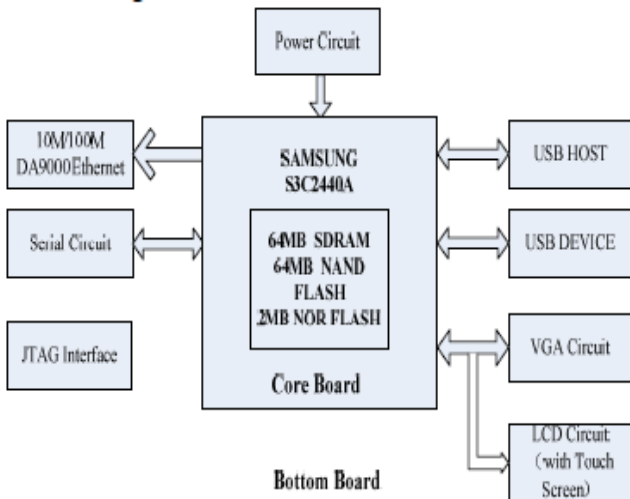 Power Circuit
10M/100M
DA9000Ethernet
Serial Circuit
JTAG Interface
SAMSUNG
S3C2440A
64MB SDRAM
64MB NAND
FLASH
2MB NOR FLASH
Core Board
USB HOST
USB DEVICE
VGA Circuit
LCD Circuit
(with Touch
Screen)
Bottom Board